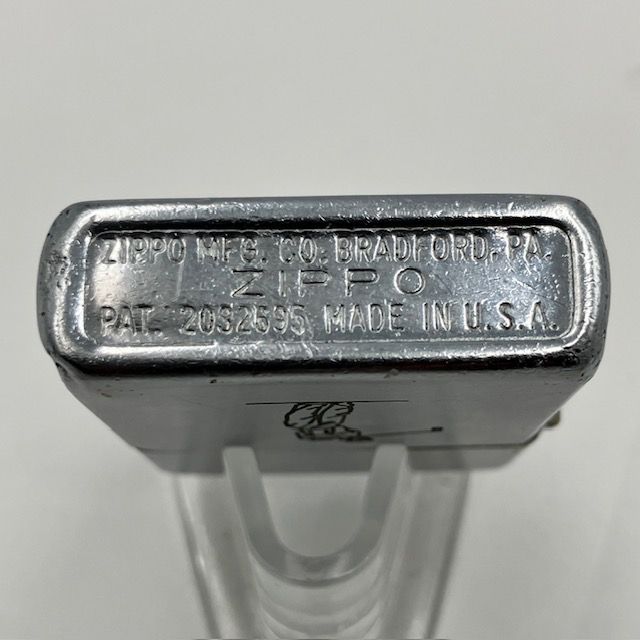 ZIPPO MFG. CO. BRADFORD. PA.
ZIPPO
PAT. 2032695 MADE IN U.S.A.